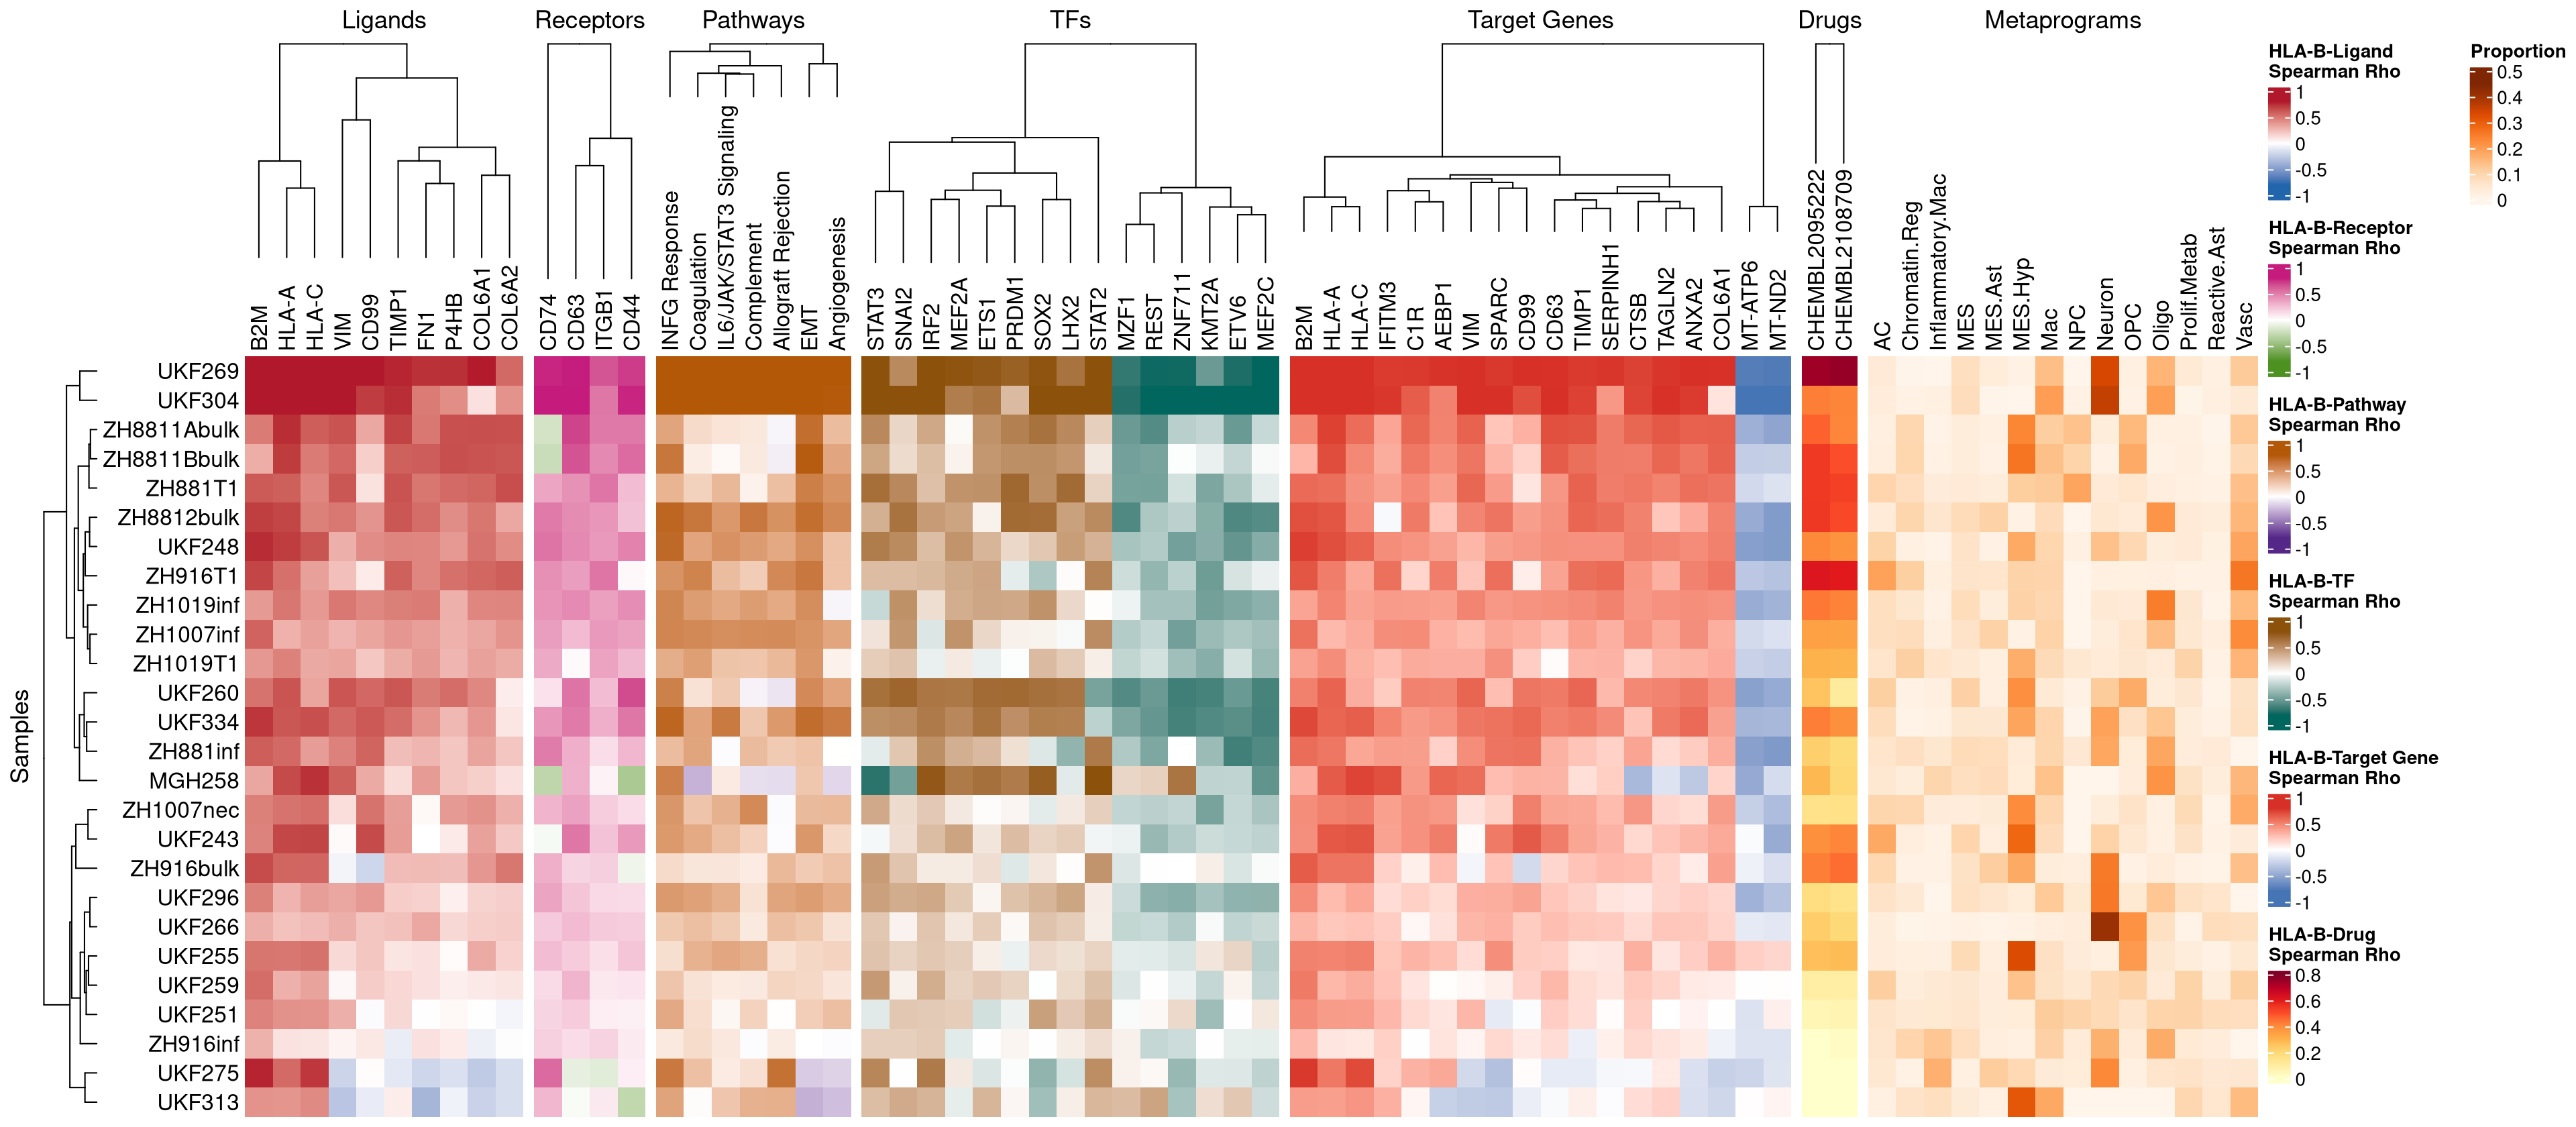 Ligands
Receptors
Pathways
TFs
Target Genes
Drugs
Metaprograms
B2M
HLA-A
HLA-C
VIM
CD99
TIMP1
FN1
P4HB
COL6A1
COL6A2
CD74
CD63
ITGB1
CD44
INFG Response
Coagulation
IL6/JAK/STAT3 Signaling
Complement
Allograft Rejection
EMT
Angiogenesis
STAT3
SNAI2
IRF2
MEF2A
ETS1
PRDM1
SOX2
LHX2
STAT2
MZF1
REST
ZNF711
KMT2A
ETV6
MEF2C
B2M
HLA-A
HLA-C
IFITM3
C1R
AEBP1
VIM
SPARC
CD99
CD63
TIMP1
SERPINH1
CTSB
TAGLN2
ANXA2
COL6A1
MT-ATP6
MT-ND2
CHEMBL2095222
CHEMBL2108709
AC
Chromatin.Reg
Inflammatory.Mac
MES
MES.Ast
MES.Hyp
Mac
NPC
Neuron
OPC
Oligo
Prolif.Metab
Reactive.Ast
Vasc
Samples
UKF269
UKF304
ZH8811Abulk
ZH8811Bbulk
ZH881T1
ZH8812bulk
UKF248
ZH916T1
ZH1019inf
ZH1007inf
ZH1019T1
UKF260
UKF334
ZH881inf
MGH258
ZH1007nec
UKF243
ZH916bulk
UKF296
UKF266
UKF255
UKF259
UKF251
ZH916inf
UKF275
UKF313
HLA-B-Ligand
Spearman Rho
1
0.5
0
-0.5
-1
HLA-B-Receptor
Spearman Rho
1
0.5
0
-0.5
-1
HLA-B-Pathway
Spearman Rho
1
0.5
0
-0.5
-1
HLA-B-TF
Spearman Rho
1
0.5
0
-0.5
-1
HLA-B-Target Gene
Spearman Rho
1
0.5
0
-0.5
-1
HLA-B-Drug
Spearman Rho
0.8
0.6
0.4
0.2
0
Proportion
0.5
0.4
0.3
0.2
0.1
0